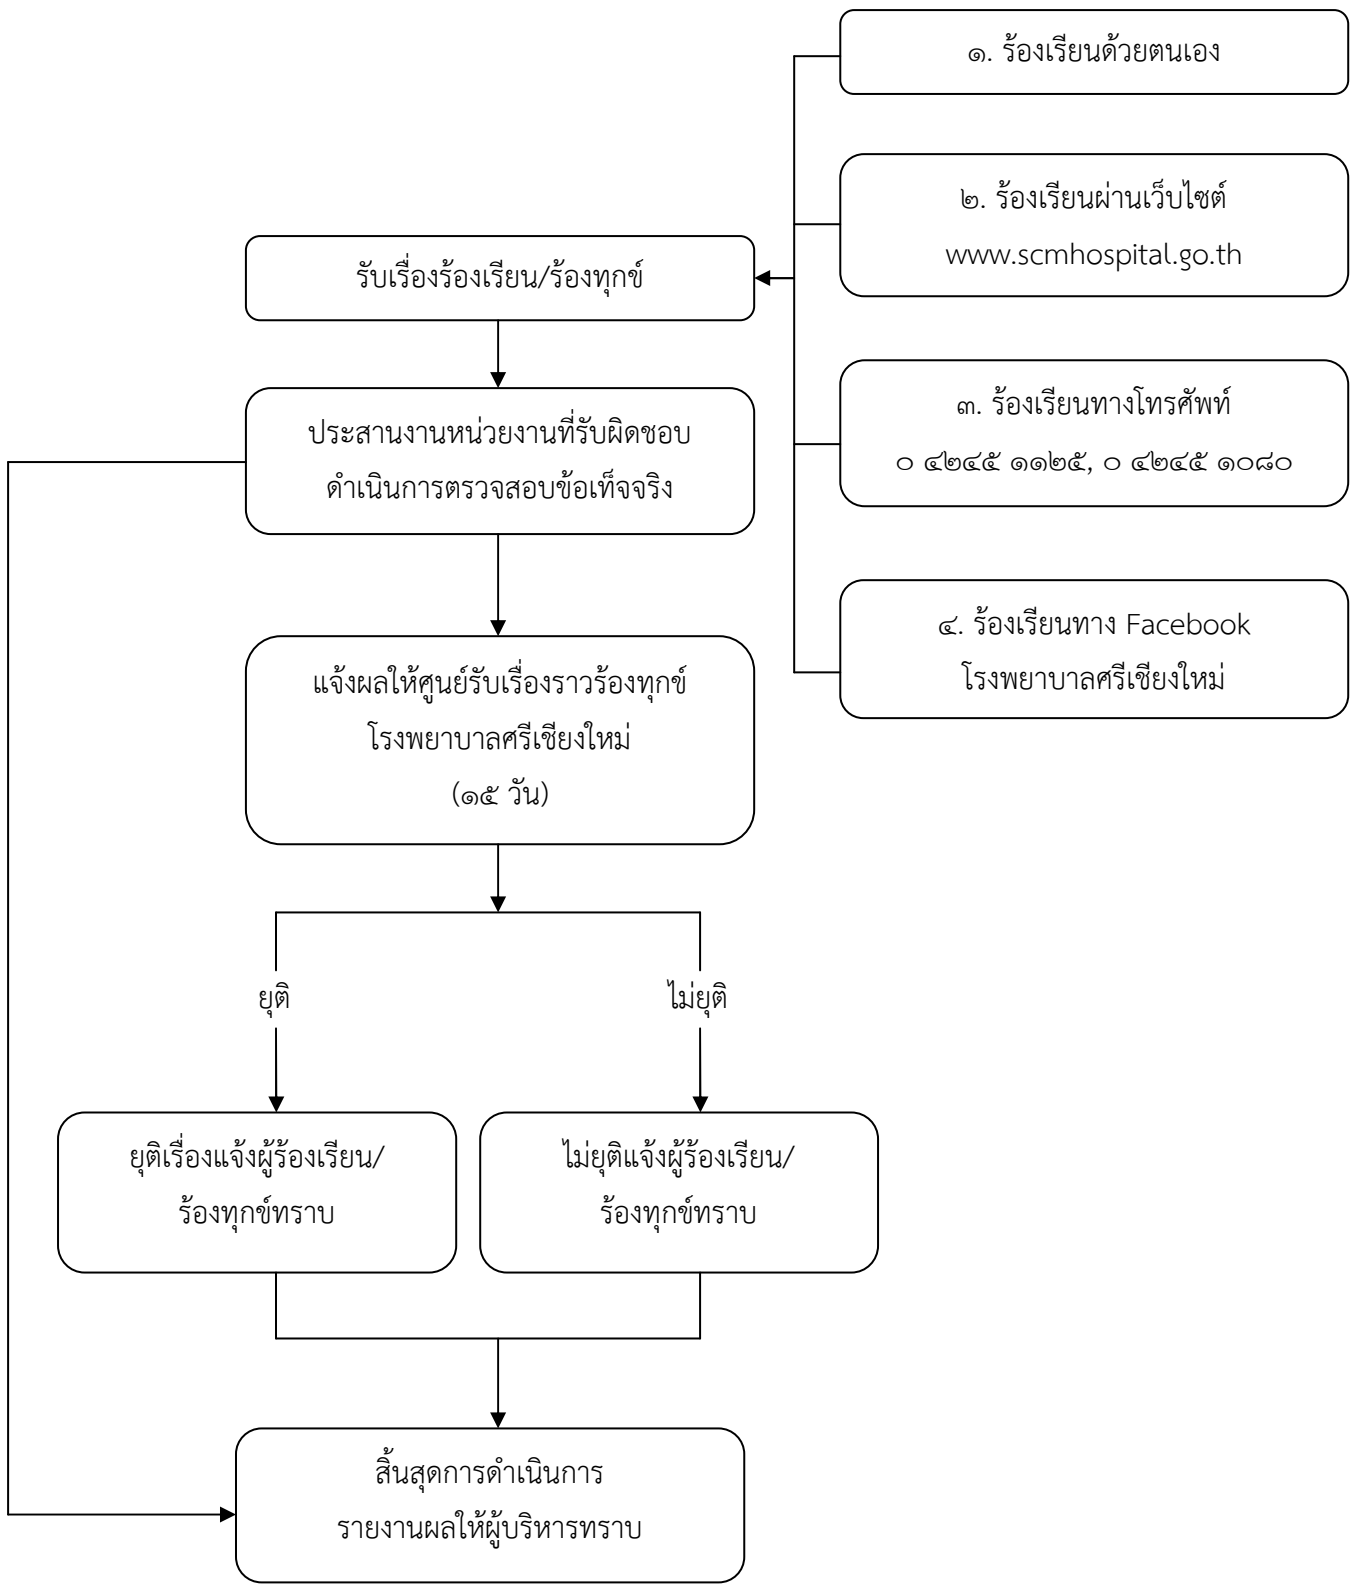 ๑. ร้องเรียนด้วยตนเอง
๒. ร้องเรียนผ่านเว็บไซต์
www.scmhospital.go.th
รับเรื่องร้องเรียน/ร้องทุกข์
๓. ร้องเรียนทางโทรศัพท์
๐ ๔๒๔๕ ๑๑๒๕, ๐ ๔๒๔๕ ๑๐๘๐
ประสานงานหน่วยงานที่รับผิดชอบ
ดำเนินการตรวจสอบข้อเท็จจริง
๔. ร้องเรียนทาง Facebook
โรงพยาบาลศรีเชียงใหม่
แจ้งผลให้ศูนย์รับเรื่องราวร้องทุกข์
โรงพยาบาลศรีเชียงใหม่
(๑๕ วัน)
ยุติ
ไม่ยุติ
ยุติเรื่องแจ้งผู้ร้องเรียน/
ร้องทุกข์ทราบ
ไม่ยุติแจ้งผู้ร้องเรียน/
ร้องทุกข์ทราบ
สิ้นสุดการดำเนินการ
รายงานผลให้ผู้บริหารทราบ